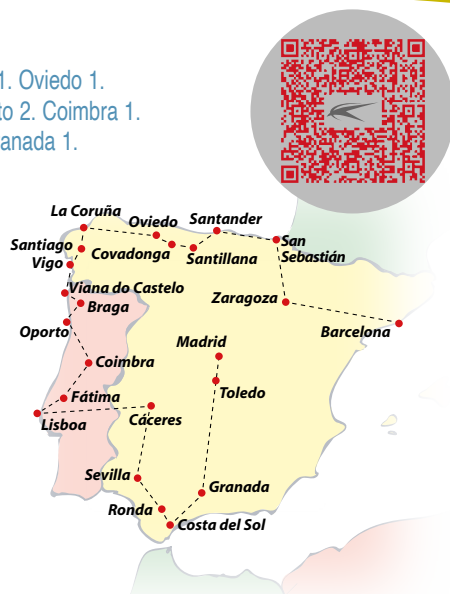 1. Oviedo 1.
to 2. Coimbra 1.
anada 1.
La Coruña
Oviedo
Santander
Santiago
Covadonga
Santillana
San
Sebastián
Vigo
Viana do Castelo
Braga
Zaragoza
Oporto
Barcelona
Madrid
Coimbra
Toledo
Fátima
Lisboa
Cáceres
Sevilla
Granada
Ronda
Costa del Sol